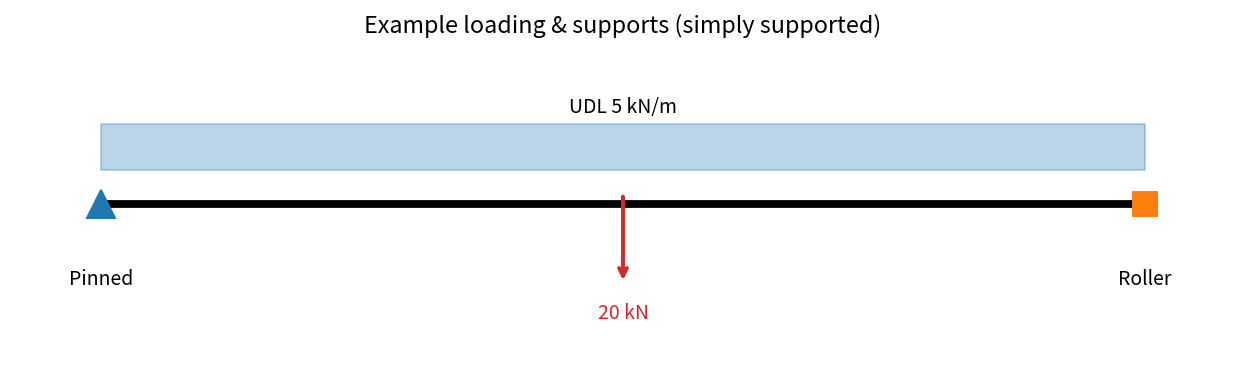 Example loading & supports (simply supported)
UDL 5 kN/m
Pinned
Roller
20 kN